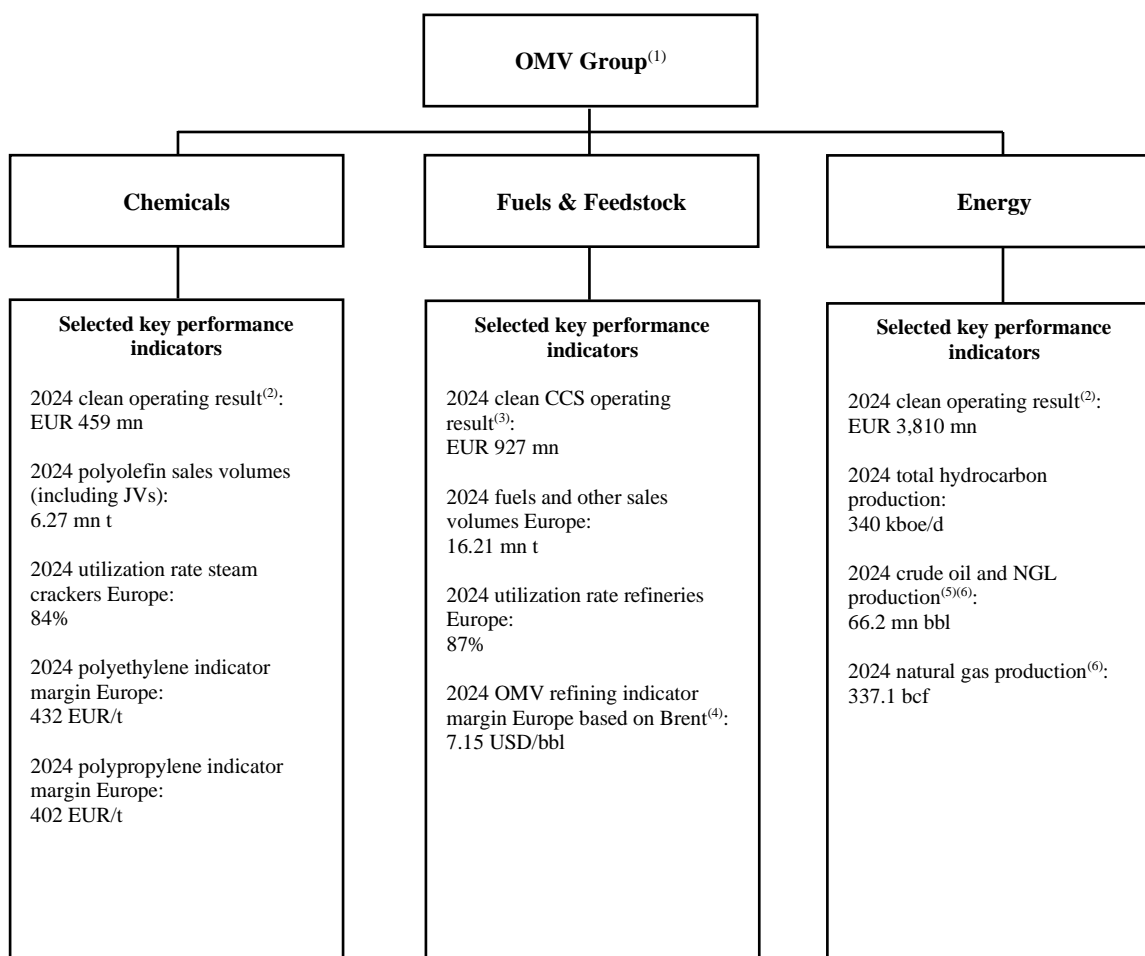 OMV Group(1)
Chemicals
Fuels & Feedstock
Energy
Selected key performance
indicators
2024 clean operating result(2):
EUR 459 mn
2024 polyolefin sales volumes
(including JVs):
6.27 mn t
2024 utilization rate steam
crackers Europe:
84%
2024 polyethylene indicator
margin Europe:
432 EUR/t
2024 polypropylene indicator
margin Europe:
402 EUR/t
Selected key performance
indicators
2024 clean CCS operating
result(3):
EUR 927 mn
2024 fuels and other sales
volumes Europe:
16.21 mn t
2024 utilization rate refineries
Europe:
87%
2024 OMV refining indicator
margin Europe based on Brent(4):
7.15 USD/bbl
Selected key performance
indicators
2024 clean operating result(2):
EUR 3,810 mn
2024 total hydrocarbon
production:
340 kboe/d
2024 crude oil and NGL
production(5)(6):
66.2 mn bbl
2024 natural gas production(6):
337.1 bcf